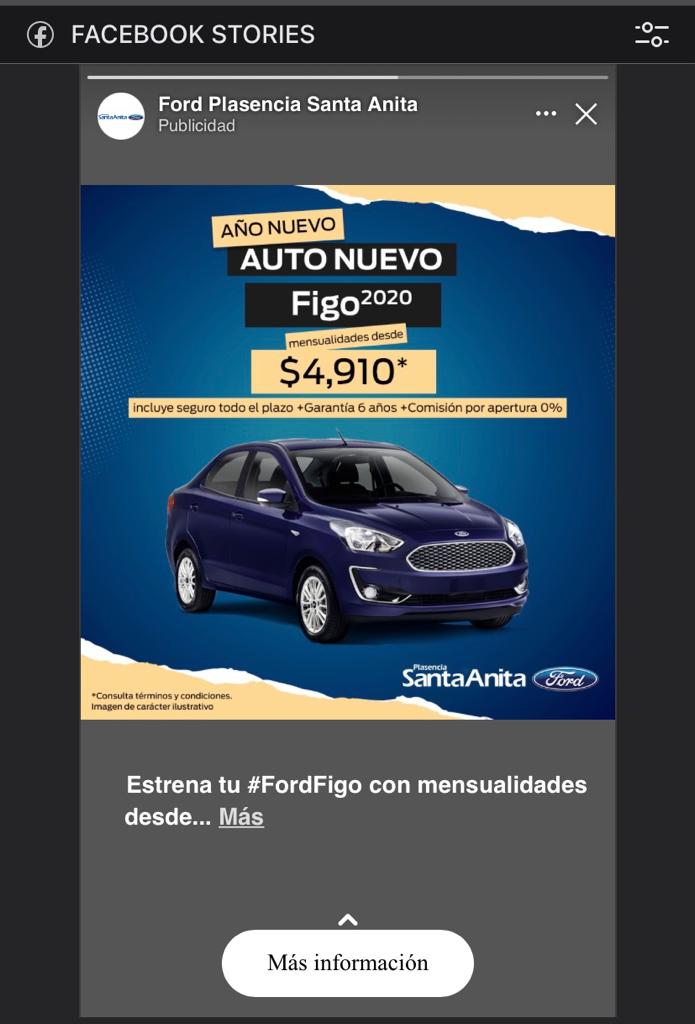 FACEBOOK STORIES
Ford Plasencia Santa Anita
Publicidad
AÑO NUEVO
AUTO NUEVO
Figo2020
mensualidades desde
$4,910*
incluye seguro todo el plazo +Garantía 6 años +Comisión por apertura 0%
Plasencia
SantaAnita Ford
*Consulta términos y condiciones.
Imagen de carácter ilustrativo
Estrena tu #FordFigo con mensualidades
desde... Más
Más información